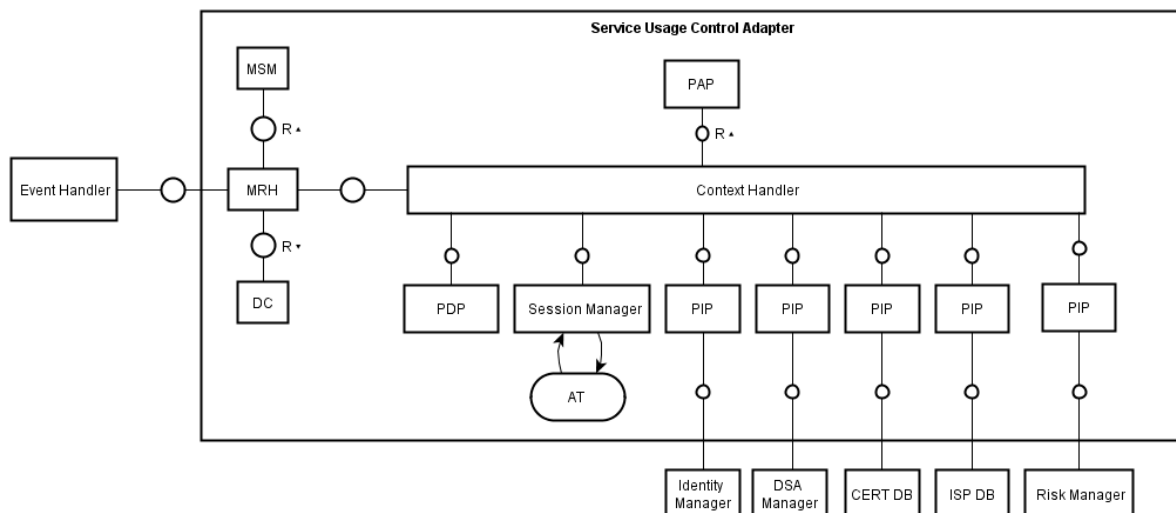 Service Usage Control Adapter
MSM
PAP
R ▲
R ▲
Event Handler
MRH
Context Handler
R ▼
DC
PDP
Session Manager
PIP
PIP
PIP
PIP
PIP
AT
Identity
Manager
DSA
Manager
CERT DB
ISP DB
Risk Manager